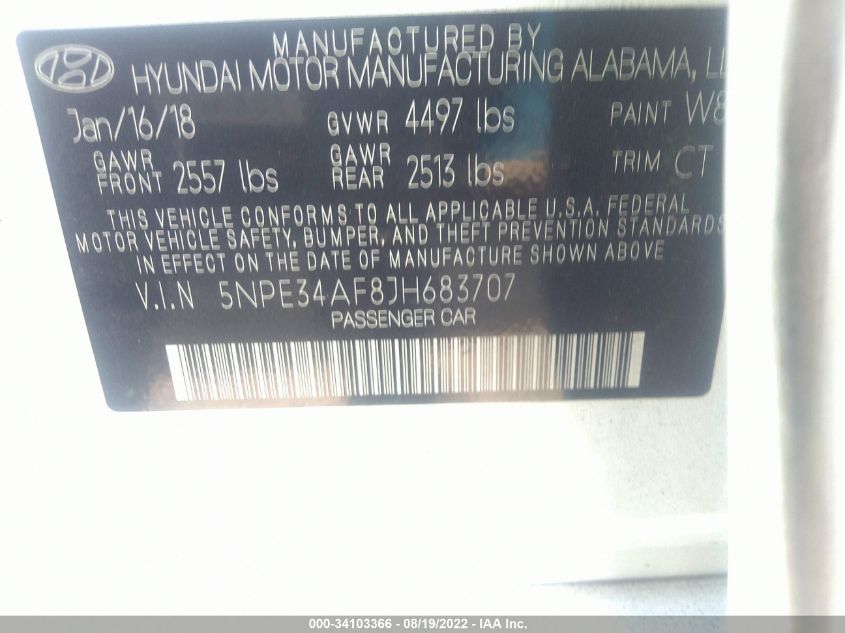 MANUFACTURED BY
HYUNDAI MOTOR MANUFACTURING ALABAMA,
Jan/16/18 GVWR 4497 lbs PAINT
GAWR FRONT 2557 lbs GAWR REAR 2513 lbs TRIM CT
THIS VEHICLE CONFORMS TO ALL APPLICABLE U.S.A. FEDERAL
MOTOR VEHICLE SAFETY, BUMPER, AND THEFT PREVENTION STANDARDS
IN EFFECT ON THE DATE OF MANUFACTURE SHOWN ABOVE
V.I.N 5NPE34AF8JH683707
PASSENGER CAR
000-34103366 - 08/19/2022 - IAA Inc.